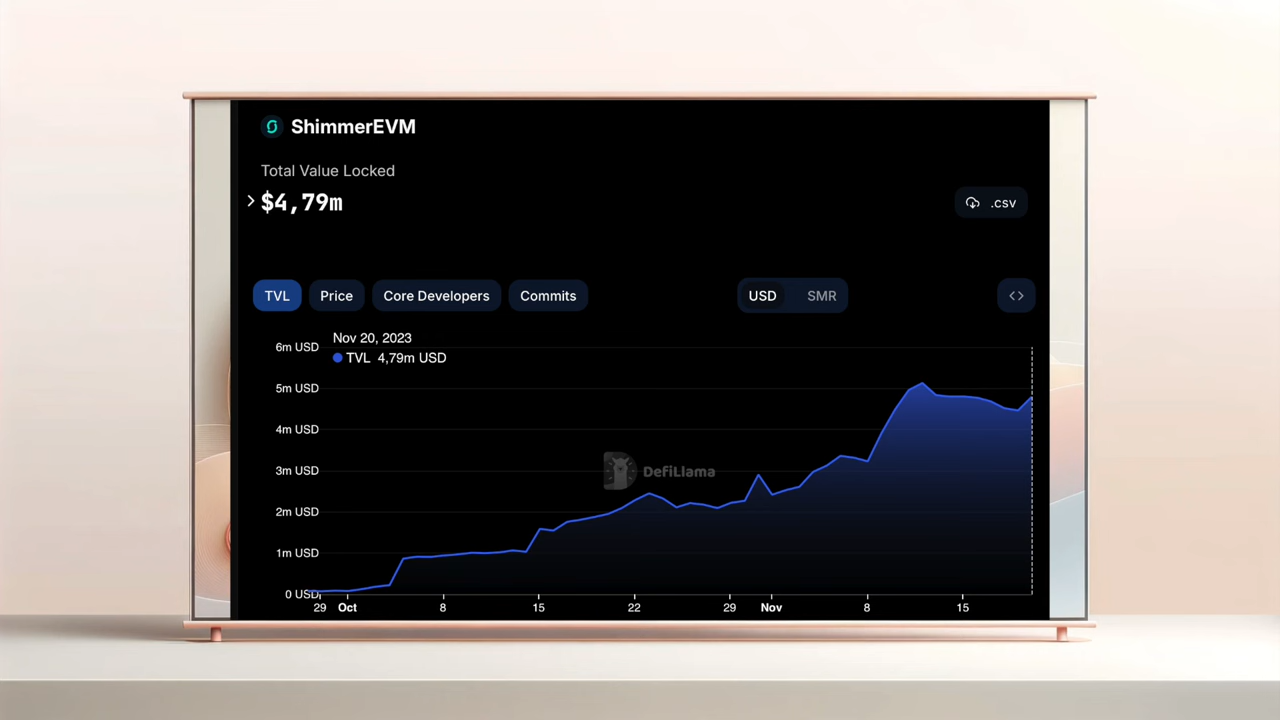 ShimmerEVM
Total Value Locked
$4,79m
.csv
TVL Price Core Developers Commits USD SMR
Nov 20, 2023
TVL 4,79m USD
6m USD
5m USD
4m USD
3m USD
2m USD
1m USD
0 USD
DefiLlama
29 Oct 8 15 22 29 Nov 8 15